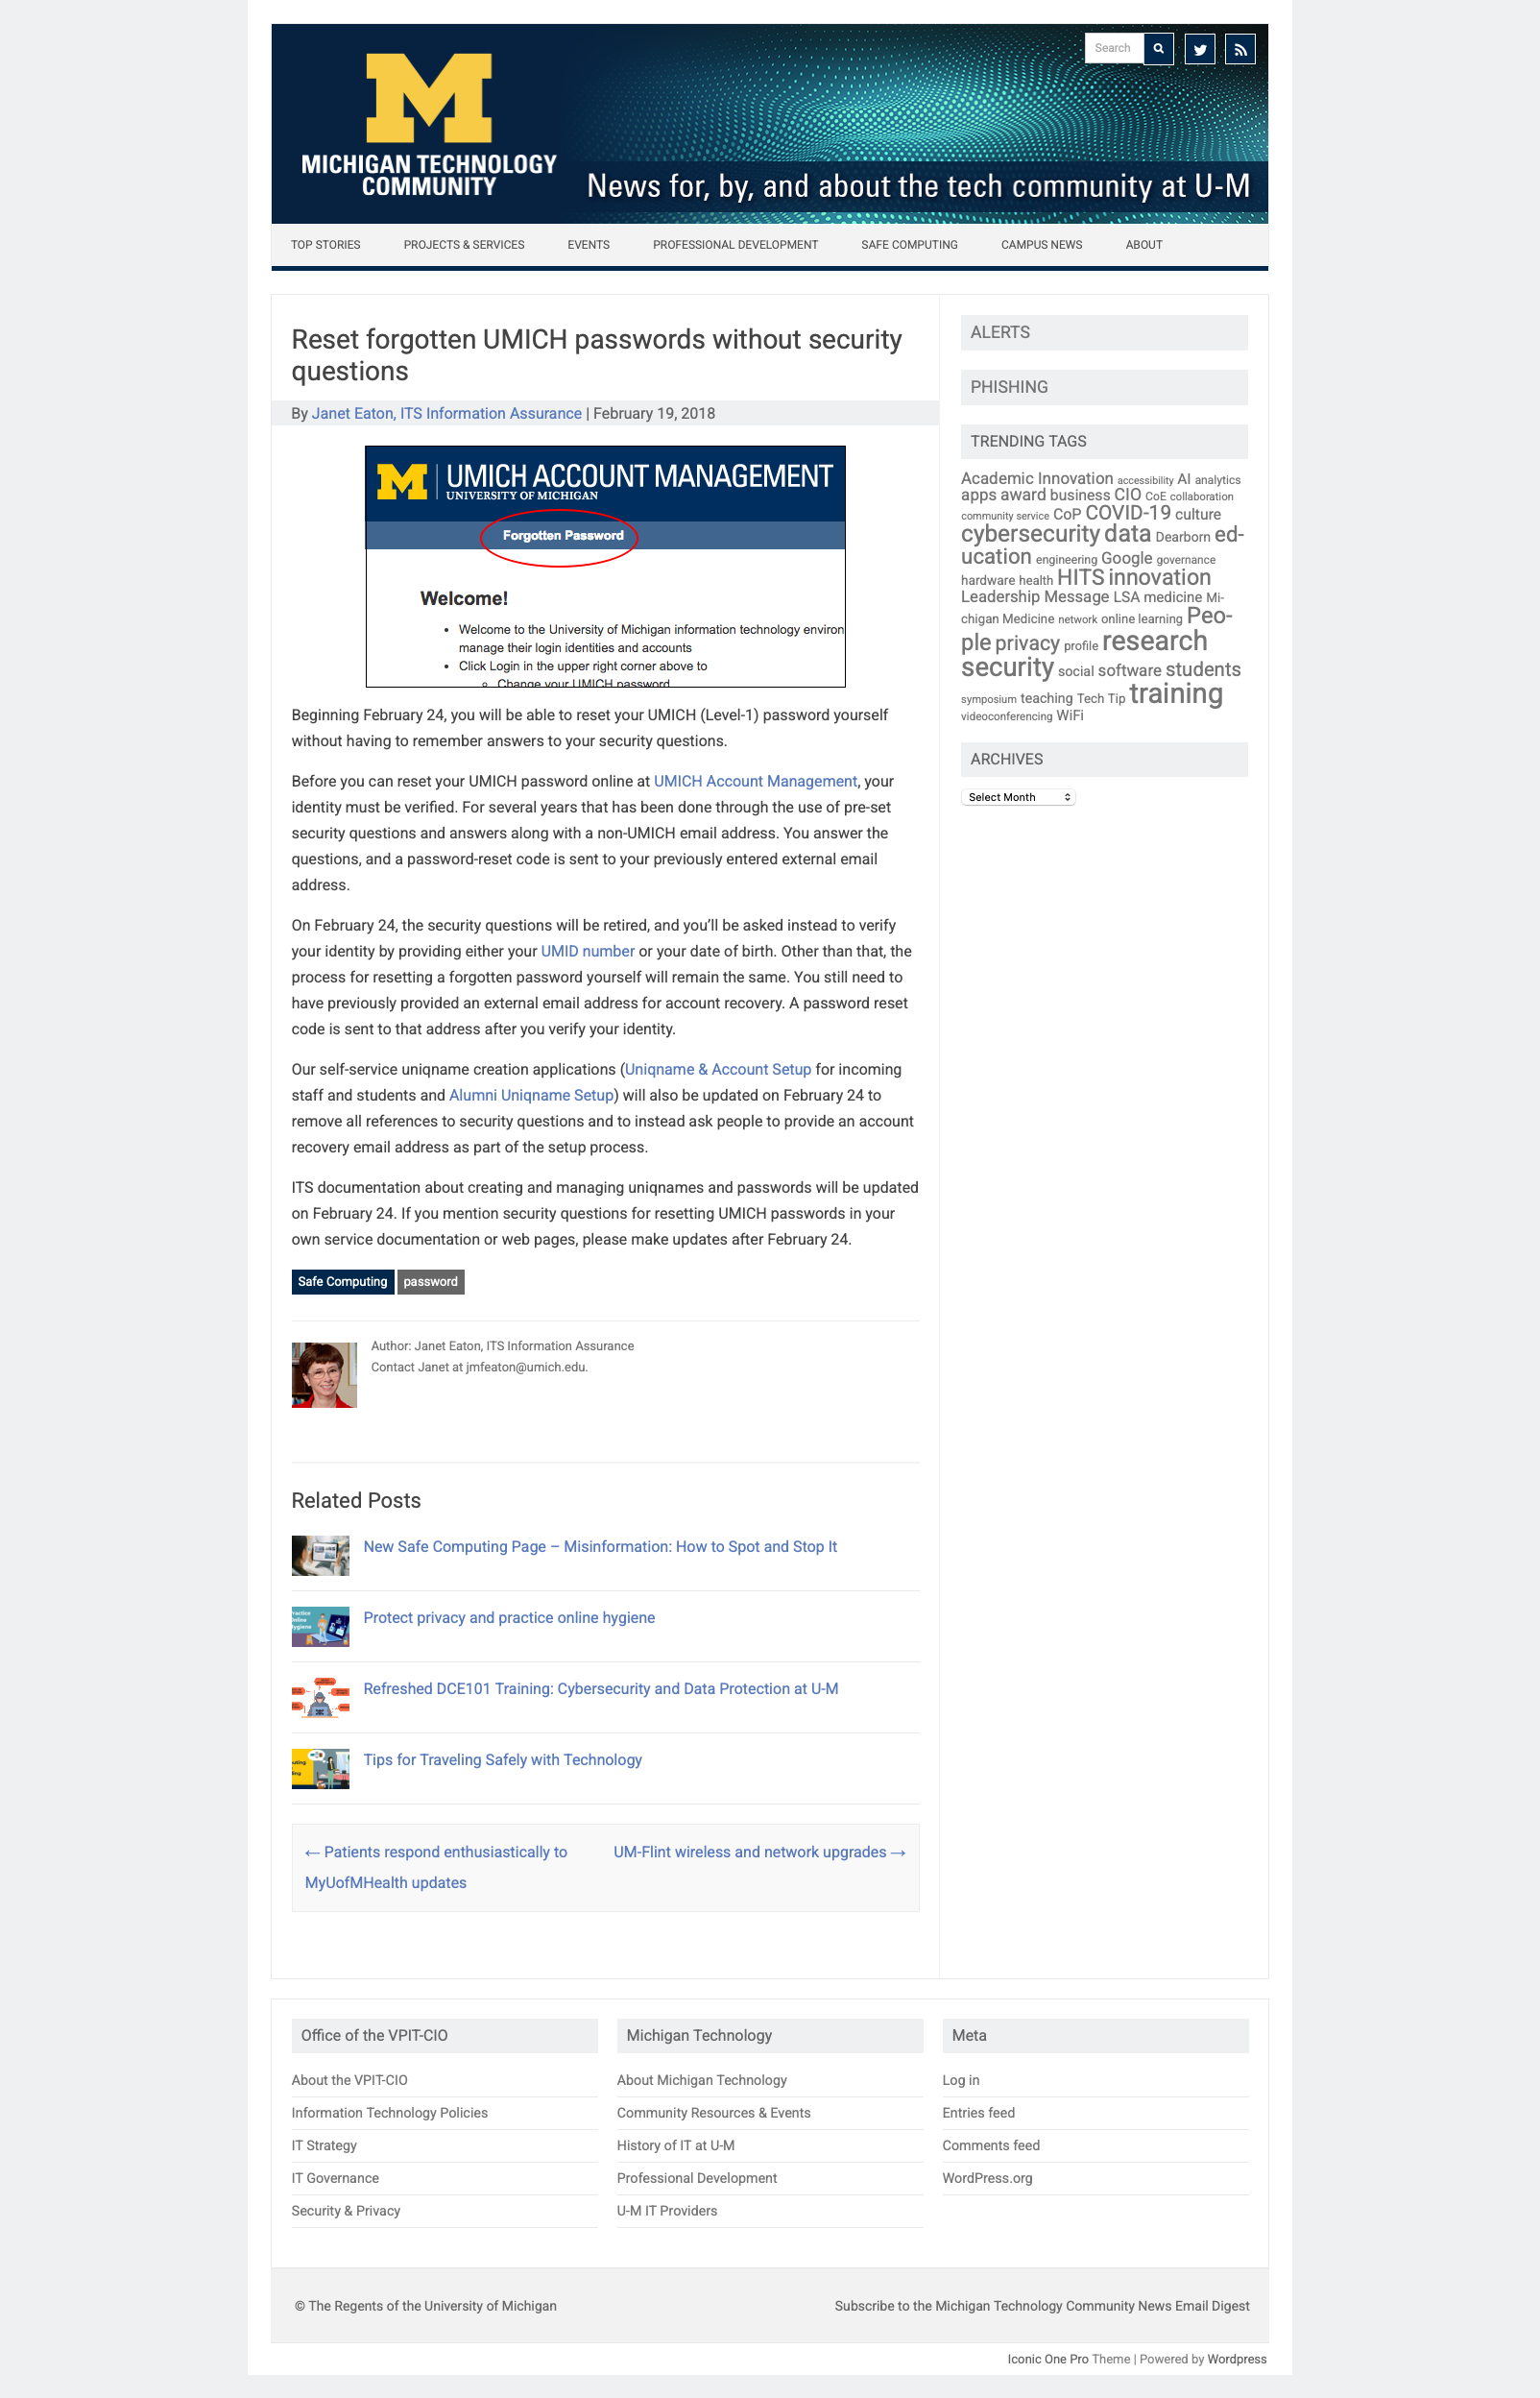 Search
M
MICHIGAN TECHNOLOGY
COMMUNITY
News for, by, and about the tech community at U-M
TOP STORIES
PROJECTS & SERVICES
EVENTS
PROFESSIONAL DEVELOPMENT
SAFE COMPUTING
CAMPUS NEWS
ABOUT
Reset forgotten UMICH passwords without security
questions
By Janet Eaton, ITS Information Assurance | February 19, 2018
M UMICH ACCOUNT MANAGEMENT
UNIVERSITY OF MICHIGAN
Forgotten Password
Welcome!
• Welcome to the University of Michigan information technology environ
manage their login identities and accounts
• Click Login in the upper right corner above to
Change your UMICH password
Beginning February 24, you will be able to reset your UMICH (Level-1) password yourself
without having to remember answers to your security questions.
Before you can reset your UMICH password online at UMICH Account Management, your
identity must be verified. For several years that has been done through the use of pre-set
security questions and answers along with a non-UMICH email address. You answer the
questions, and a password-reset code is sent to your previously entered external email
address.
On February 24, the security questions will be retired, and you’ll be asked instead to verify
your identity by providing either your UMID number or your date of birth. Other than that, the
process for resetting a forgotten password yourself will remain the same. You still need to
have previously provided an external email address for account recovery. A password reset
code is sent to that address after you verify your identity.
Our self-service uniqname creation applications (Uniqname & Account Setup for incoming
staff and students and Alumni Uniqname Setup) will also be updated on February 24 to
remove all references to security questions and to instead ask people to provide an account
recovery email address as part of the setup process.
ITS documentation about creating and managing uniqnames and passwords will be updated
on February 24. If you mention security questions for resetting UMICH passwords in your
own service documentation or web pages, please make updates after February 24.
Safe Computing password
Author: Janet Eaton, ITS Information Assurance
Contact Janet at jmfeaton@umich.edu.
Related Posts
New Safe Computing Page – Misinformation: How to Spot and Stop It
Protect privacy and practice online hygiene
Refreshed DCE101 Training: Cybersecurity and Data Protection at U-M
Tips for Traveling Safely with Technology
← Patients respond enthusiastically to
MyUofMHealth updates
UM-Flint wireless and network upgrades →
ALERTS
PHISHING
TRENDING TAGS
Academic Innovation accessibility AI analytics
apps award business CIO CoE collaboration
community service CoP COVID-19 culture
cybersecurity data Dearborn ed-
ucation engineering Google governance
hardware health HITS innovation
Leadership Message LSA medicine Mi-
chigan Medicine network online learning Peo-
ple privacy profile research
security social software students
symposium teaching Tech Tip training
videoconferencing WiFi
ARCHIVES
Select Month
Office of the VPIT-CIO
About the VPIT-CIO
Information Technology Policies
IT Strategy
IT Governance
Security & Privacy
Michigan Technology
About Michigan Technology
Community Resources & Events
History of IT at U-M
Professional Development
U-M IT Providers
Meta
Log in
Entries feed
Comments feed
WordPress.org
© The Regents of the University of Michigan
Subscribe to the Michigan Technology Community News Email Digest
Iconic One Pro Theme | Powered by Wordpress